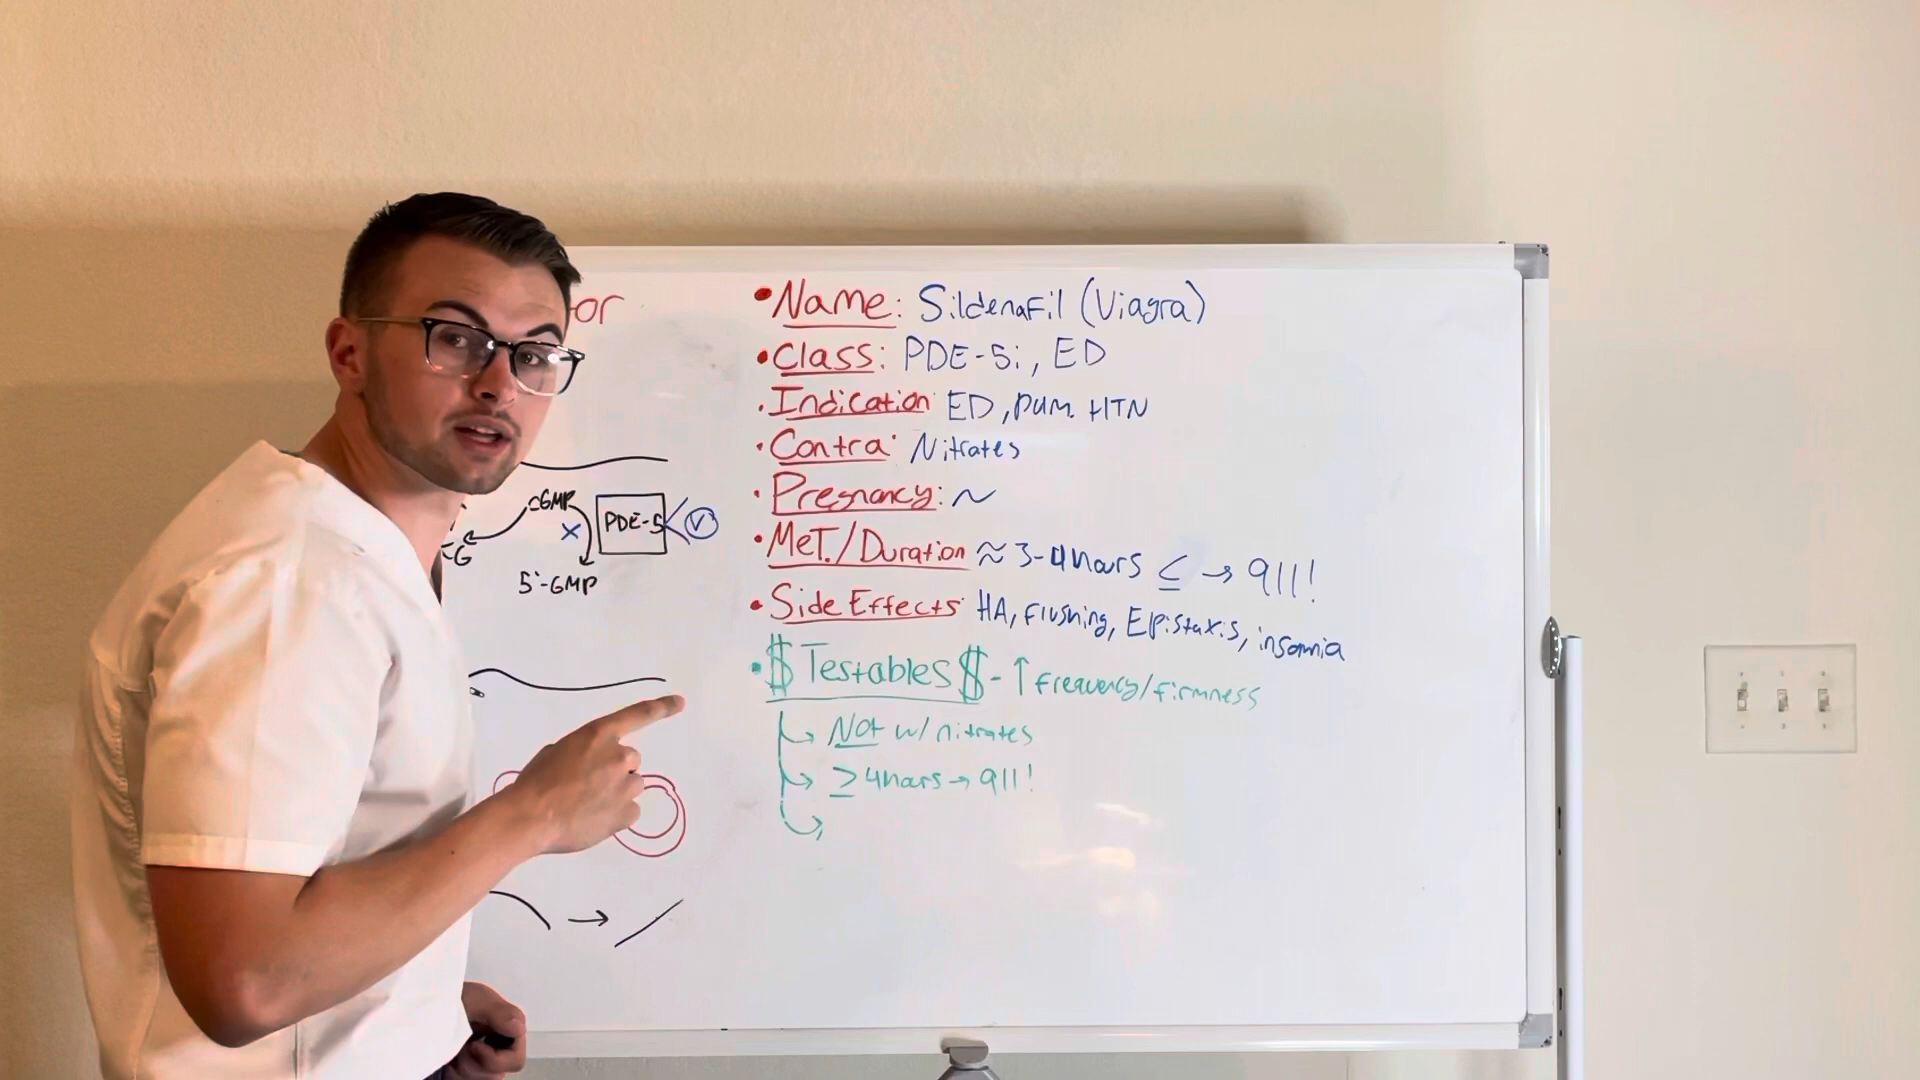 or
• Name: Sildenafil (Viagra)
• Class: PDE-5i, ED
• Indication: ED, pum. HTN
• Contra: Nitrates
• Pregnancy: ~
• Met./Duration ≈ 3-4 hours ≤ → 911!
• Side Effects: HA, flushing, Epistaxis, insomnia
• $ Testables $ - ↑ frequency/firmness
↳ Not w/ nitrates
↳ ≥ 4 hours → 911!
cGMP
PDE-5
V
X
G
5'-GMP